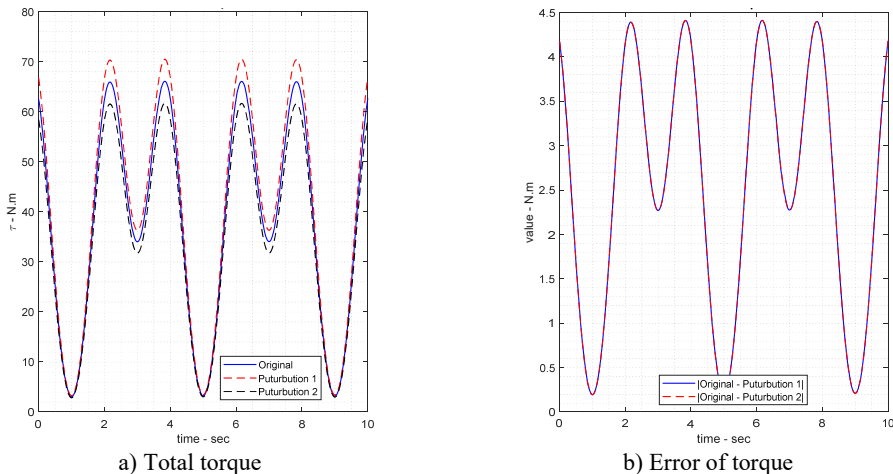 80
70
60
50
40
30
20
10
0
τ - N.m
Original
Puturbution 1
Puturbution 2
0 2 4 6 8 10
time - sec
a) Total torque
4.5
4
3.5
3
2.5
2
1.5
1
0.5
0
value - N.m
|Original - Puturbution 1|
|Original - Puturbution 2|
0 2 4 6 8 10
time - sec
b) Error of torque